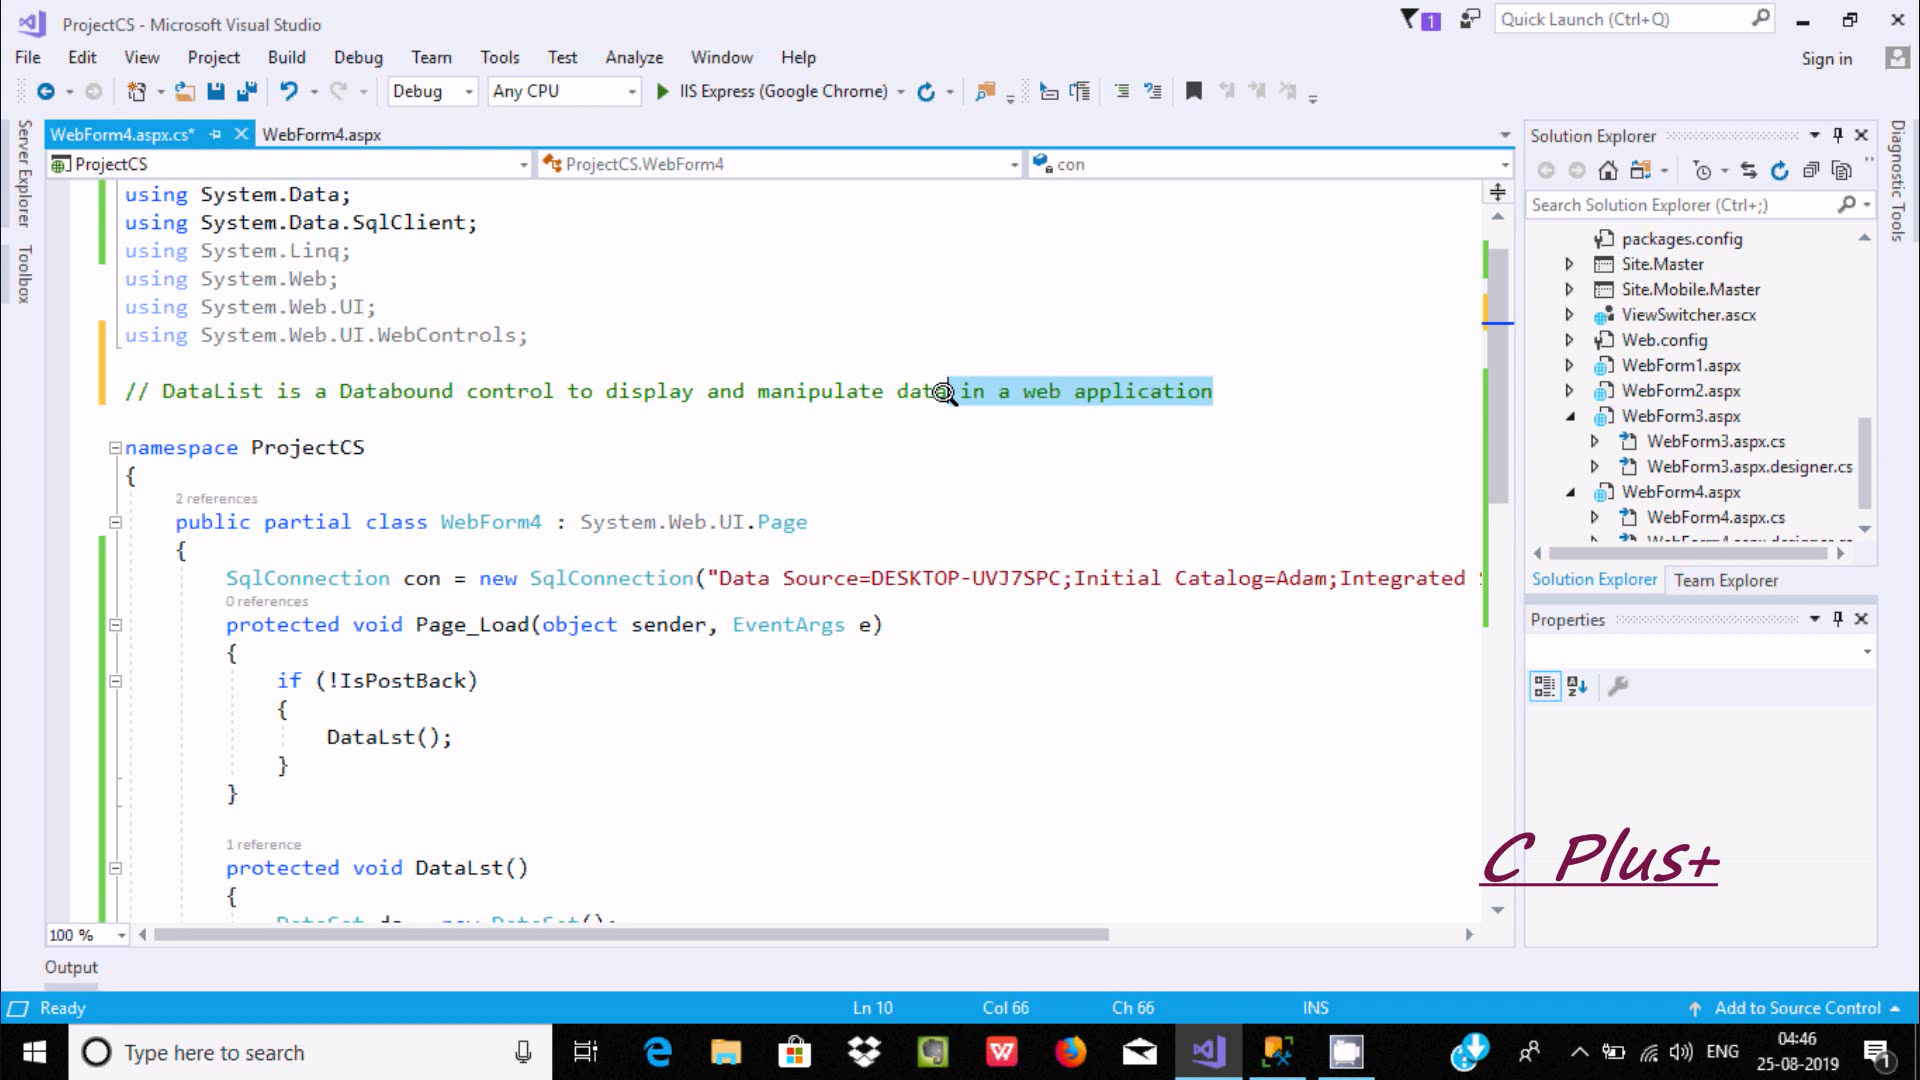 ProjectCS - Microsoft Visual Studio
1
Quick Launch (Ctrl+Q)
File Edit View Project Build Debug Team Tools Test Analyze Window Help
Sign in
Debug Any CPU IIS Express (Google Chrome)
Server Explorer
Toolbox
WebForm4.aspx.cs* WebForm4.aspx
ProjectCS ProjectCS.WebForm4 con
using System.Data;
using System.Data.SqlClient;
using System.Linq;
using System.Web;
using System.Web.UI;
using System.Web.UI.WebControls;
// DataList is a Databound control to display and manipulate data in a web application
namespace ProjectCS
{
2 references
public partial class WebForm4 : System.Web.UI.Page
{
SqlConnection con = new SqlConnection("Data Source=DESKTOP-UVJ7SPC;Initial Catalog=Adam;Integrated
0 references
protected void Page_Load(object sender, EventArgs e)
{
if (!IsPostBack)
{
DataLst();
}
}
1 reference
protected void DataLst()
{
100 %
Output
Solution Explorer
Search Solution Explorer (Ctrl+;)
packages.config
Site.Master
Site.Mobile.Master
ViewSwitcher.ascx
Web.config
WebForm1.aspx
WebForm2.aspx
WebForm3.aspx
WebForm3.aspx.cs
WebForm3.aspx.designer.cs
WebForm4.aspx
WebForm4.aspx.cs
Solution Explorer Team Explorer
Properties
Diagnostic Tools
C Plus+
Ready Ln 10 Col 66 Ch 66 INS Add to Source Control
Type here to search
ENG
04:46
25-08-2019
1